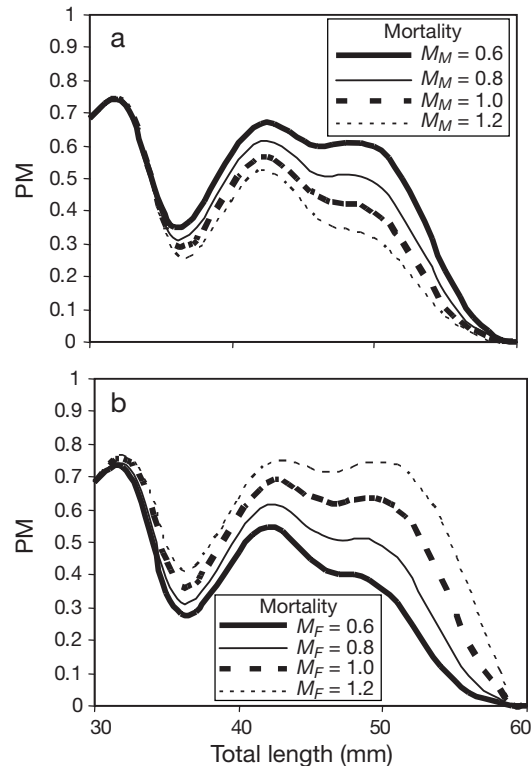 a
Mortality
M_M = 0.6
M_M = 0.8
M_M = 1.0
M_M = 1.2
PM
1
0.9
0.8
0.7
0.6
0.5
0.4
0.3
0.2
0.1
0
b
Mortality
M_F = 0.6
M_F = 0.8
M_F = 1.0
M_F = 1.2
PM
1
0.9
0.8
0.7
0.6
0.5
0.4
0.3
0.2
0.1
0
30 40 50 60
Total length (mm)